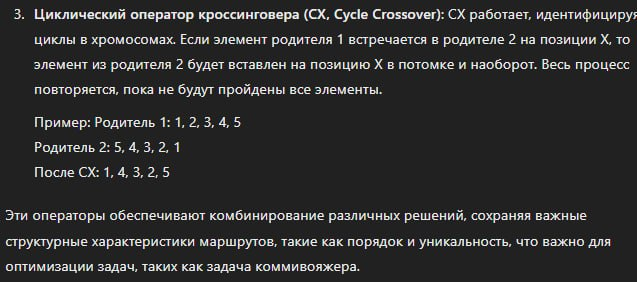 3. Циклический оператор кроссинговера (CX, Cycle Crossover): CX работает, идентифицируя
циклы в хромосомах. Если элемент родителя 1 встречается в родителе 2 на позиции X, то
элемент из родителя 2 будет вставлен на позицию X в потомке и наоборот. Весь процесс
повторяется, пока не будут пройдены все элементы.
Пример: Родитель 1: 1, 2, 3, 4, 5
Родитель 2: 5, 4, 3, 2, 1
После CX: 1, 4, 3, 2, 5
Эти операторы обеспечивают комбинирование различных решений, сохраняя важные
структурные характеристики маршрутов, такие как порядок и уникальность, что важно для
оптимизации задач, таких как задача коммивояжера.